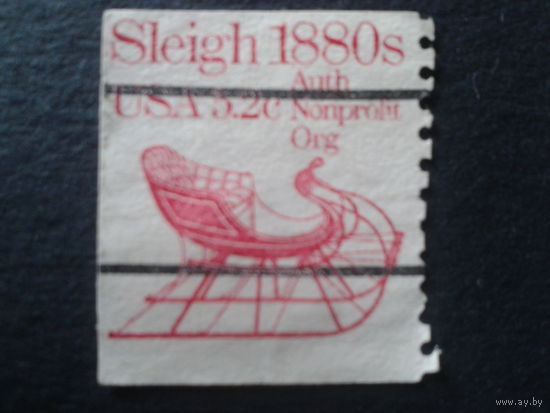 Sleigh 1880s
USA 5.2c Auth
Nonprofit
Org
www.ay.by